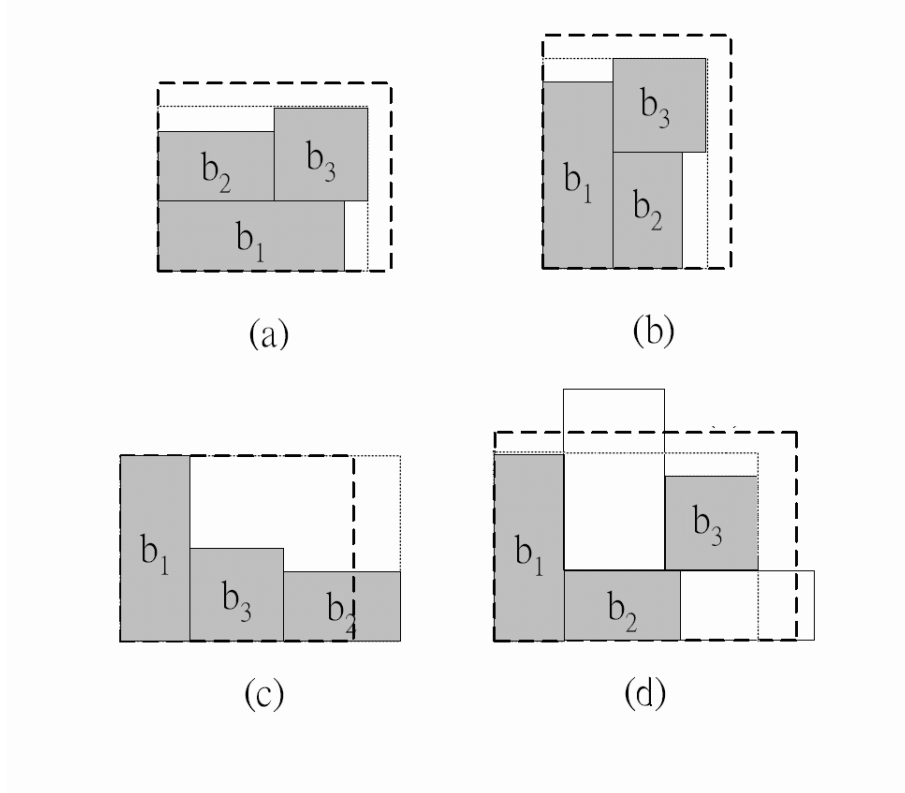 b₂ b₃
b₁
(a)
b₁ b₃
b₂
(b)
b₁ b₃ b₂
(c)
b₁ b₃
b₂
(d)